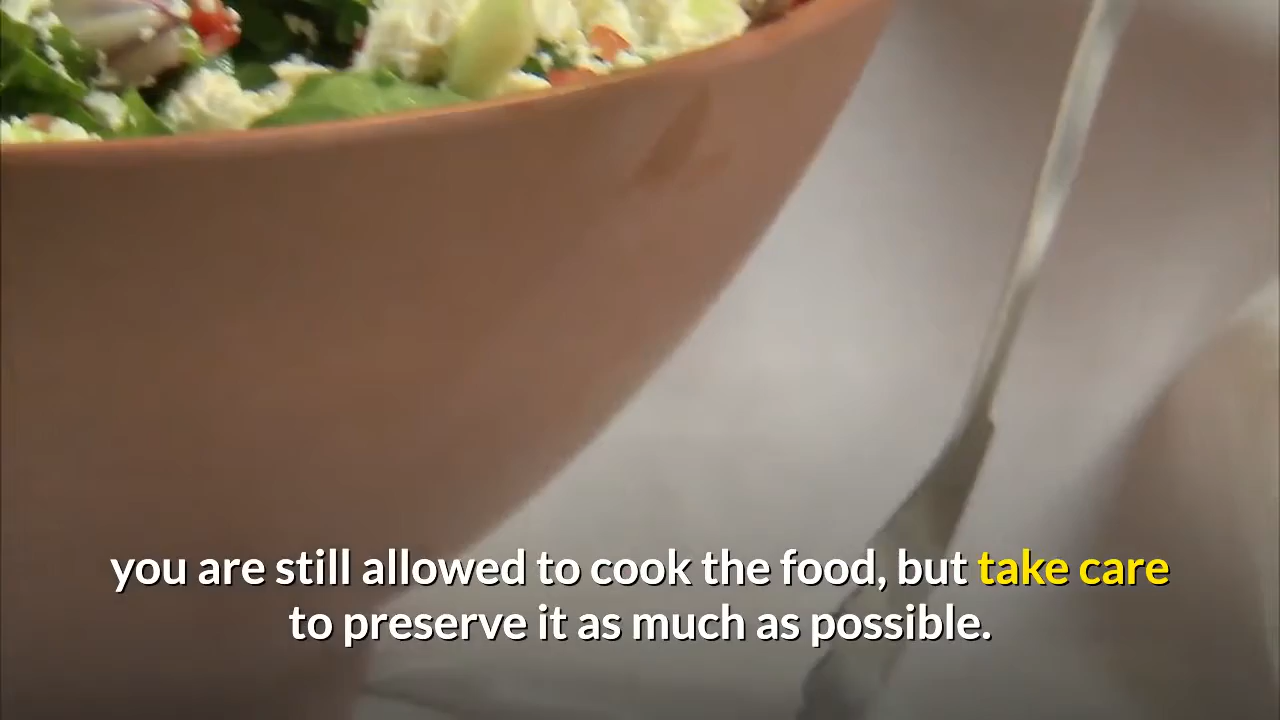 you are still allowed to cook the food, but take care
to preserve it as much as possible.